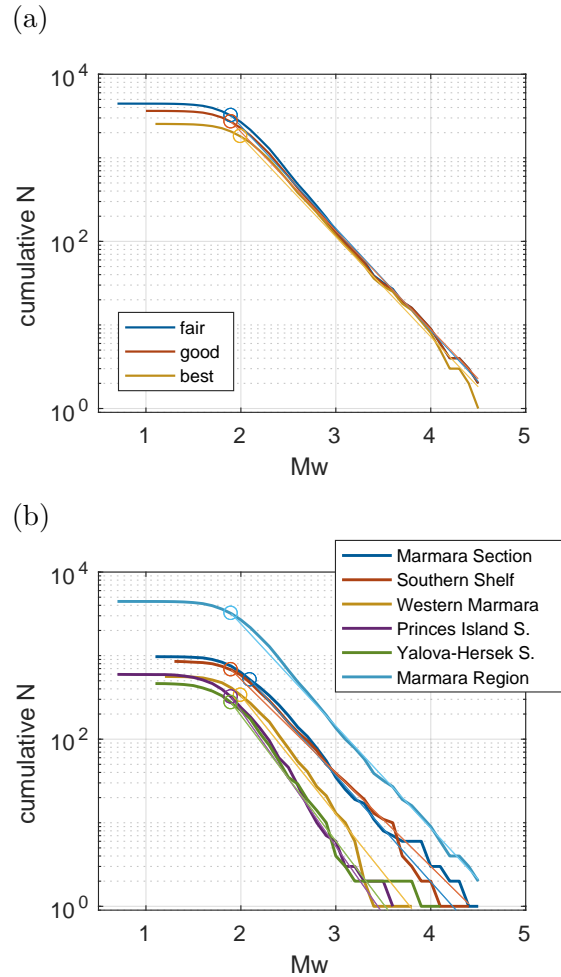 (a)
10^4
10^2
10^0
cumulative N
fair
good
best
1 2 3 4 5
Mw
(b)
Marmara Section
Southern Shelf
Western Marmara
Princes Island S.
Yalova-Hersek S.
Marmara Region
10^4
10^2
10^0
cumulative N
1 2 3 4 5
Mw